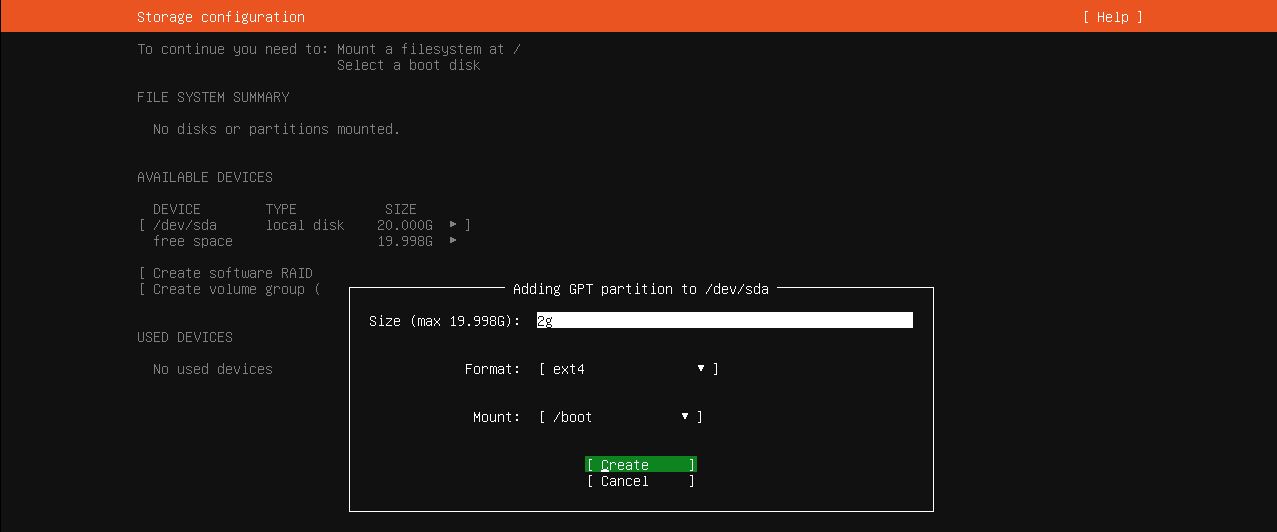 Storage configuration [ Help ]
To continue you need to: Mount a filesystem at /
Select a boot disk
FILE SYSTEM SUMMARY
No disks or partitions mounted.
AVAILABLE DEVICES
DEVICE TYPE SIZE
[ /dev/sda local disk 20.000G ▸ ]
free space 19.998G ▸
[ Create software RAID
[ Create volume group (
Adding GPT partition to /dev/sda
Size (max 19.998G): 2g
USED DEVICES
No used devices
Format: [ ext4 ▾ ]
Mount: [ /boot ▾ ]
[ Create ]
[ Cancel ]